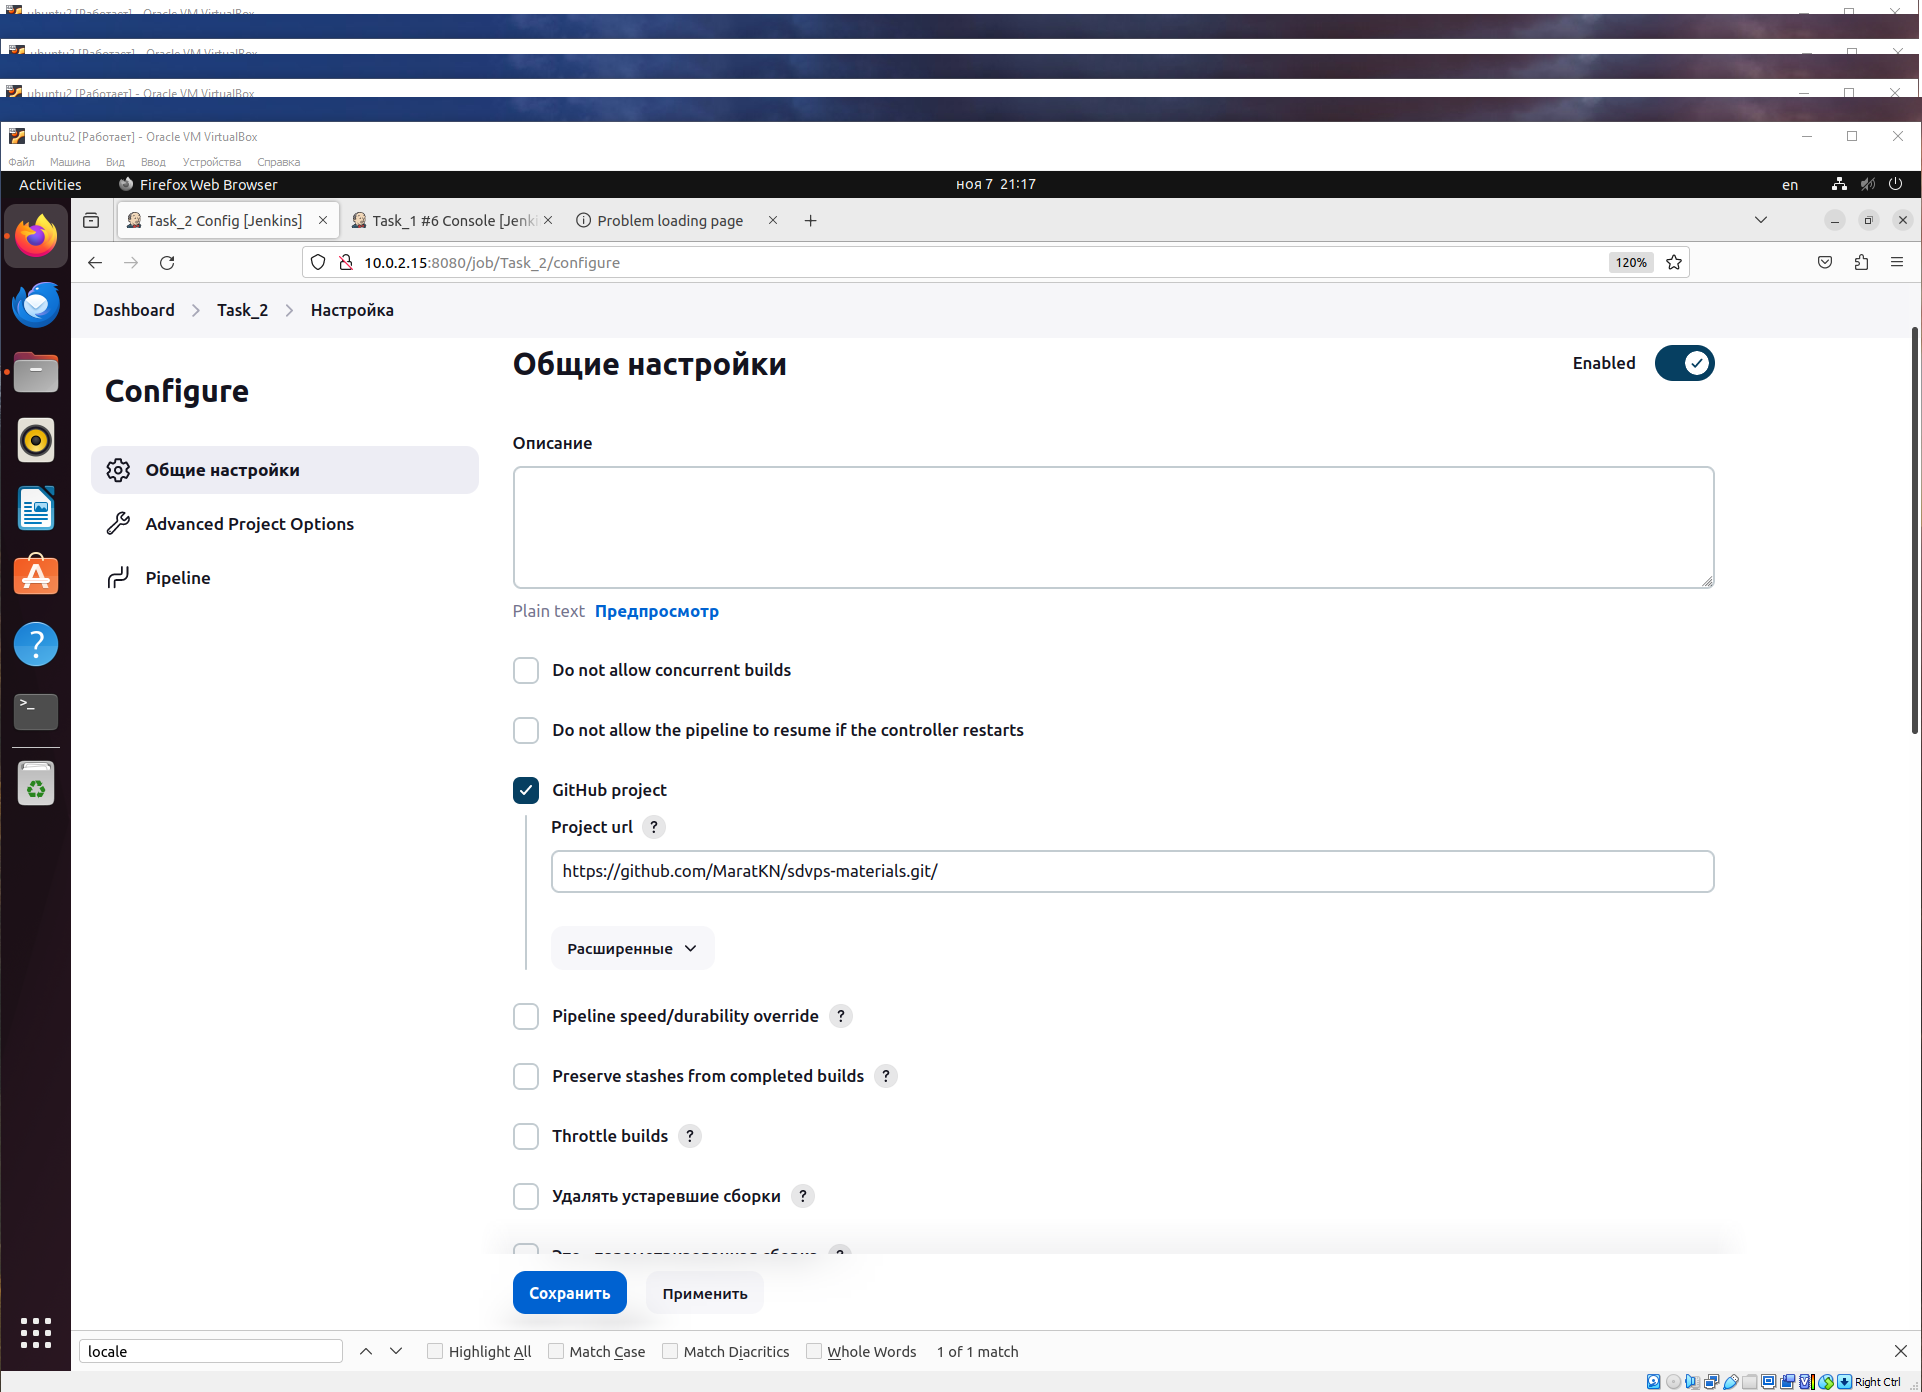 ubuntu2 [Работает] - Oracle VM VirtualBox
ubuntu2 [Работает] - Oracle VM VirtualBox
ubuntu2 [Работает] - Oracle VM VirtualBox
ubuntu2 [Работает] - Oracle VM VirtualBox
Файл Машина Вид Ввод Устройства Справка
Activities Firefox Web Browser ноя 7 21:17 en
Task_2 Config [Jenkins] Task_1 #6 Console [Jenki Problem loading page
10.0.2.15:8080/job/Task_2/configure 120%
Dashboard Task_2 Настройка
Configure
Общие настройки
Advanced Project Options
Pipeline
Общие настройки Enabled
Описание
Plain text Предпросмотр
Do not allow concurrent builds
Do not allow the pipeline to resume if the controller restarts
GitHub project
Project url ?
https://github.com/MaratKN/sdvps-materials.git/
Расширенные
Pipeline speed/durability override ?
Preserve stashes from completed builds ?
Throttle builds ?
Удалять устаревшие сборки ?
Это - параметризованная сборка ?
Сохранить Применить
locale Highlight All Match Case Match Diacritics Whole Words 1 of 1 match
Right Ctrl